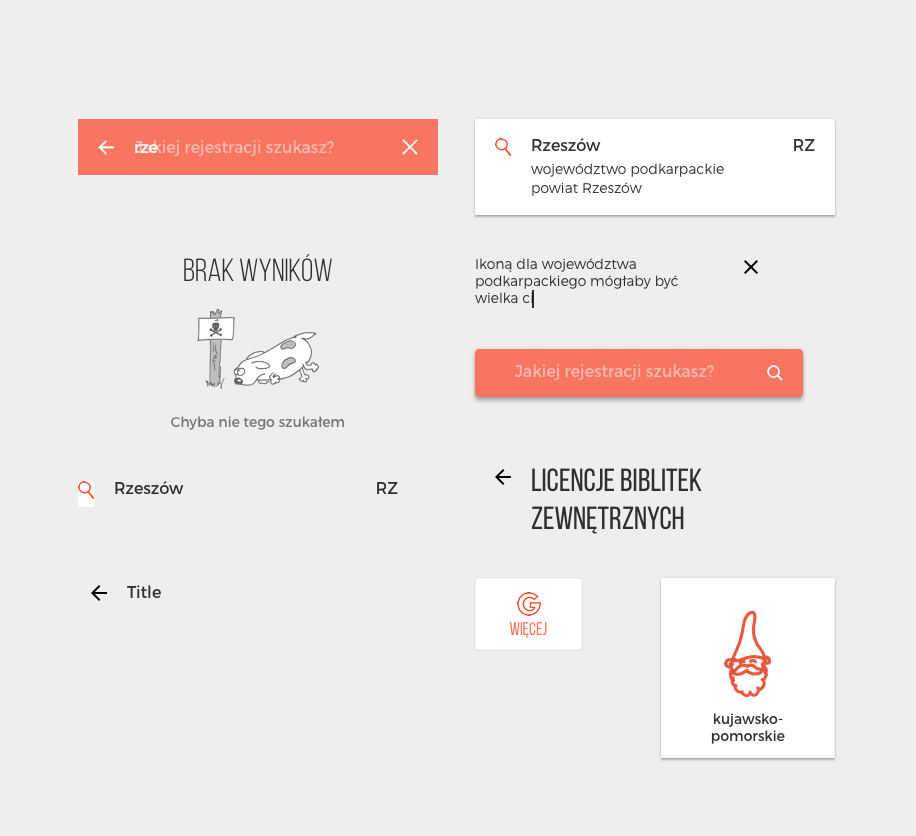 rze
Jakiej rejestracji szukasz?
BRAK WYNIKÓW
Chyba nie tego szukałem
Rzeszów RZ
Title
Rzeszów RZ
województwo podkarpackie
powiat Rzeszów
Ikoną dla województwa
podkarpackiego mógłaby być
wielka ci
Jakiej rejestracji szukasz?
LICENCJE BIBLITEK
ZEWNĘTRZNYCH
WIĘCEJ
kujawsko-
pomorskie